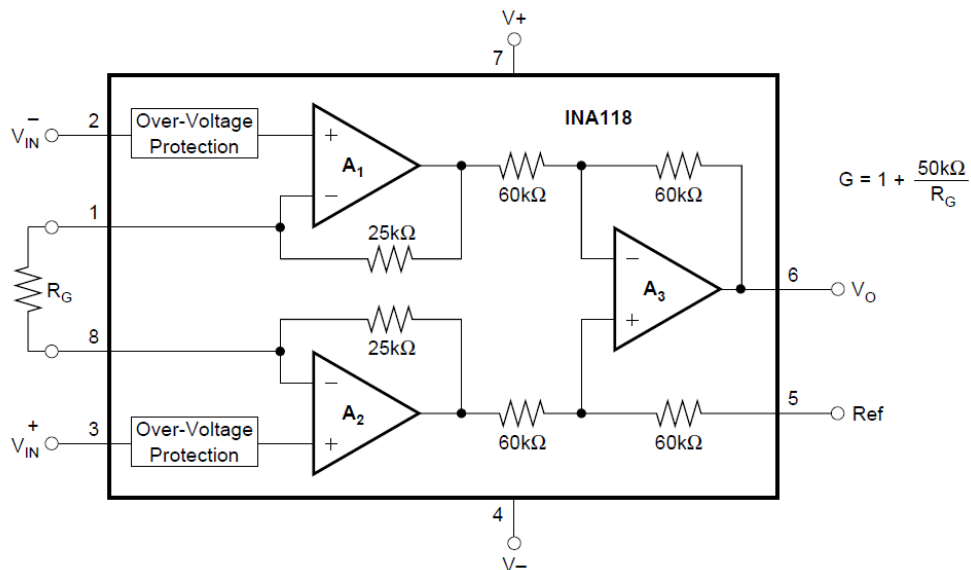 V+
7
INA118
V⁻IN
2
Over-Voltage
Protection
+
A1
−
60kΩ
60kΩ
G = 1 + 50kΩ
RG
1
25kΩ
RG
−
A3
+
6
VO
8
25kΩ
−
A2
+
60kΩ
60kΩ
5
Ref
V⁺IN
3
Over-Voltage
Protection
4
V–